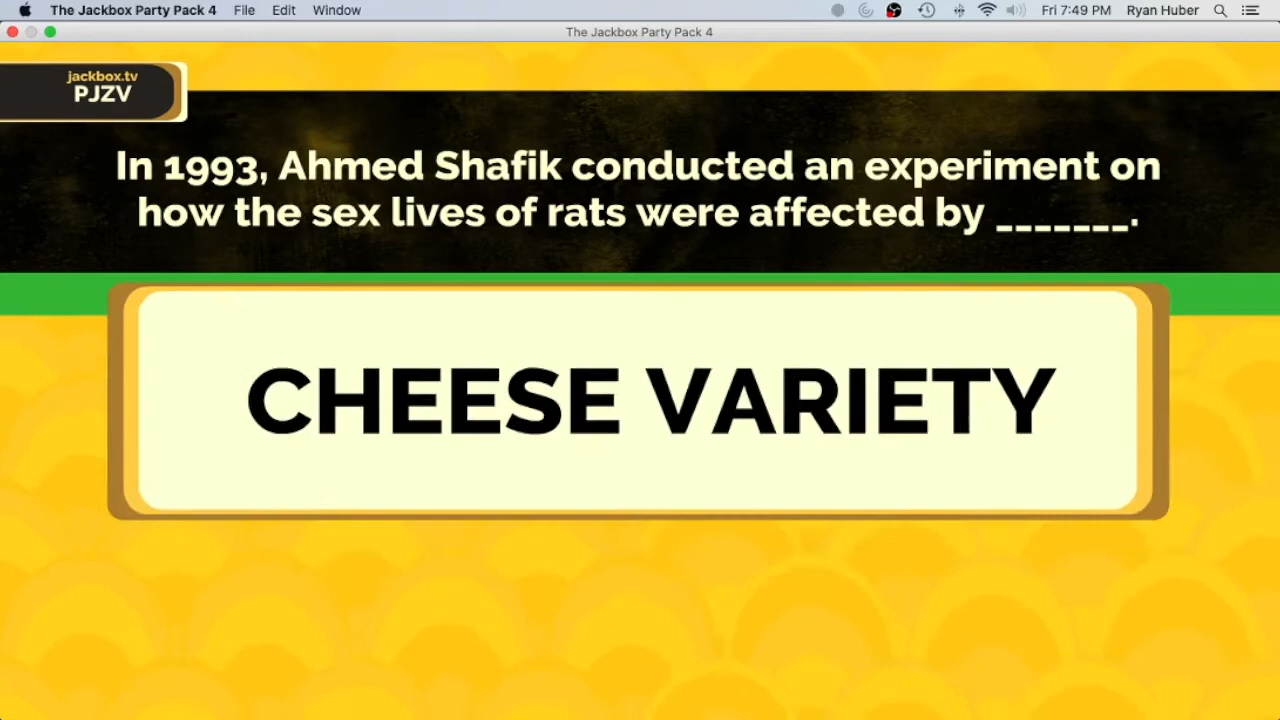 The Jackbox Party Pack 4 File Edit Window Fri 7:49 PM Ryan Huber
The Jackbox Party Pack 4
jackbox.tv
PJZV
In 1993, Ahmed Shafik conducted an experiment on
how the sex lives of rats were affected by _______.
CHEESE VARIETY